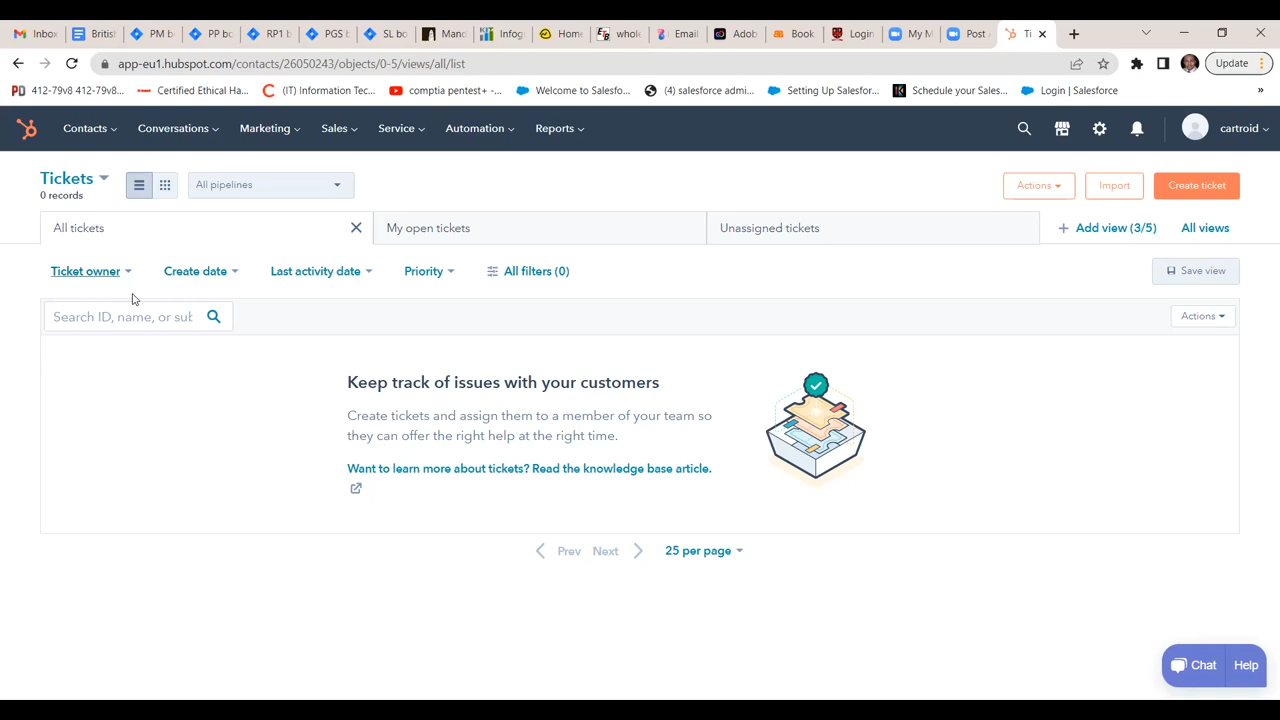 Inbox British PM b PP bo RP1 b PGS b SL bo Mano KIT Infog Home ETB whole Email Adob Book Login My M Post Ti
app-eu1.hubspot.com/contacts/26050243/objects/0-5/views/all/list Update
PD 412-79v8 412-79v8... Certified Ethical Ha... (IT) Information Tec... comptia pentest+ -... Welcome to Salesfo... (4) salesforce admi... Setting Up Salesfor... Schedule your Sales... Login | Salesforce »
Contacts Conversations Marketing Sales Service Automation Reports cartroid
Tickets All pipelines Actions Import Create ticket
0 records
All tickets My open tickets Unassigned tickets + Add view (3/5) All views
Ticket owner Create date Last activity date Priority All filters (0) Save view
Search ID, name, or sub Actions
Keep track of issues with your customers
Create tickets and assign them to a member of your team so
they can offer the right help at the right time.
Want to learn more about tickets? Read the knowledge base article.
Prev Next 25 per page
Chat Help